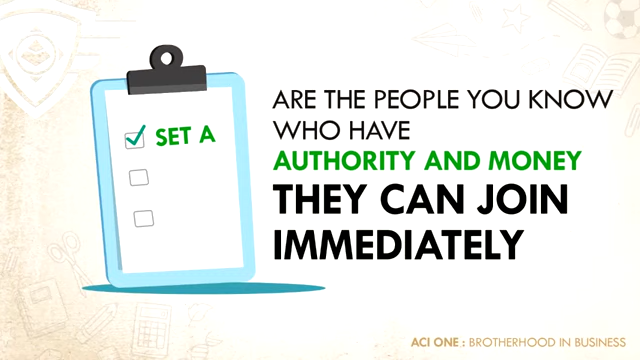 SET A
ARE THE PEOPLE YOU KNOW
WHO HAVE
AUTHORITY AND MONEY
THEY CAN JOIN
IMMEDIATELY
ACI ONE : BROTHERHOOD IN BUSINESS